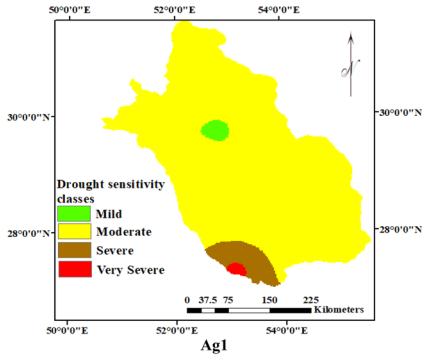 50°0'0"E 52°0'0"E 54°0'0"E
N
30°0'0"N 30°0'0"N
Drought sensitivity
classes
Mild
Moderate
Severe
Very Severe
28°0'0"N 28°0'0"N
0 37.5 75 150 225
Kilometers
50°0'0"E 52°0'0"E 54°0'0"E
Ag1